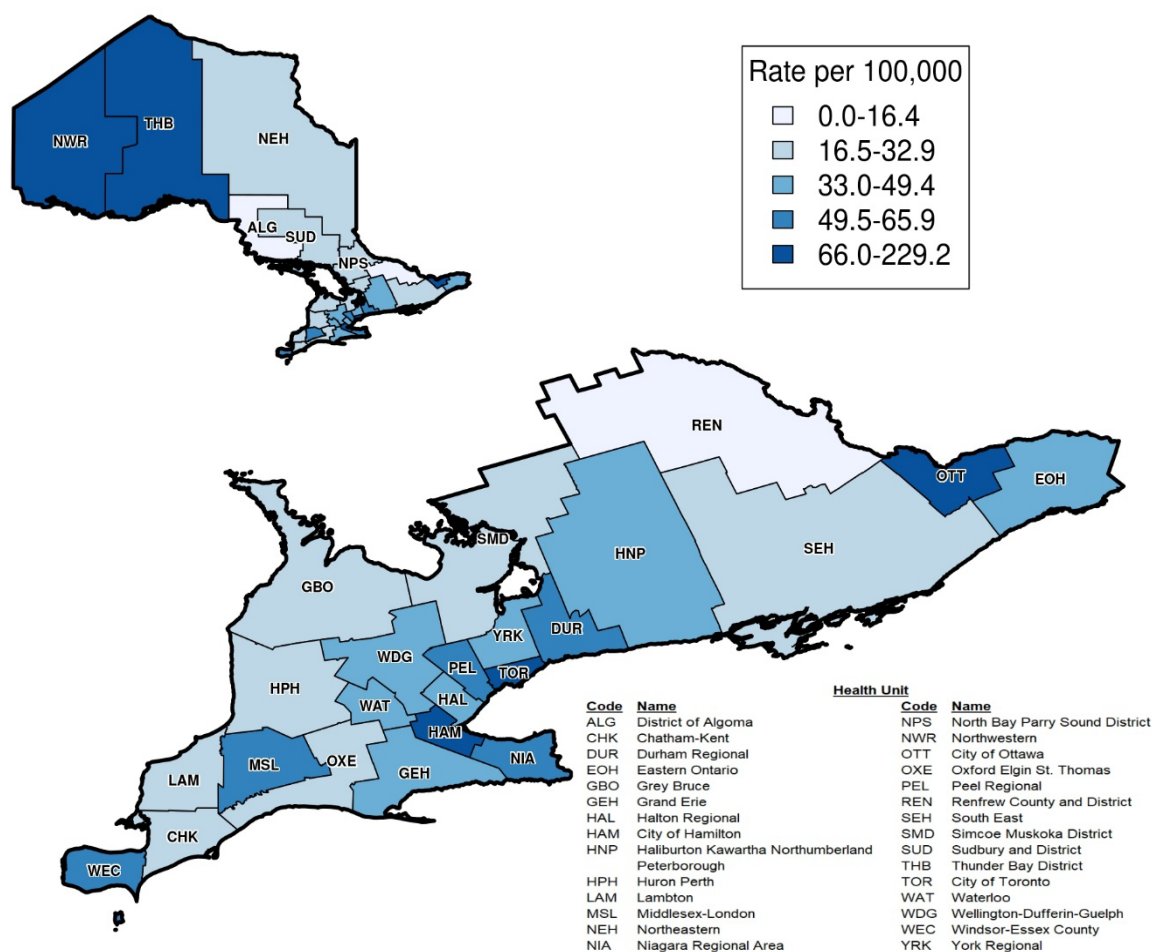 Rate per 100,000
0.0-16.4
16.5-32.9
33.0-49.4
49.5-65.9
66.0-229.2
NWR
THB
NEH
ALG
SUD
NPS
REN
OTT
EOH
SEH
HNP
SMD
GBO
YRK
DUR
WDG
PEL
TOR
HPH
WAT
HAL
HAM
NIA
MSL
OXE
GEH
LAM
CHK
WEC
Health Unit
Code Name
ALG District of Algoma
CHK Chatham-Kent
DUR Durham Regional
EOH Eastern Ontario
GBO Grey Bruce
GEH Grand Erie
HAL Halton Regional
HAM City of Hamilton
HNP Haliburton Kawartha Northumberland
Peterborough
HPH Huron Perth
LAM Lambton
MSL Middlesex-London
NEH Northeastern
NIA Niagara Regional Area
Code Name
NPS North Bay Parry Sound District
NWR Northwestern
OTT City of Ottawa
OXE Oxford Elgin St. Thomas
PEL Peel Regional
REN Renfrew County and District
SEH South East
SMD Simcoe Muskoka District
SUD Sudbury and District
THB Thunder Bay District
TOR City of Toronto
WAT Waterloo
WDG Wellington-Dufferin-Guelph
WEC Windsor-Essex County
YRK York Regional